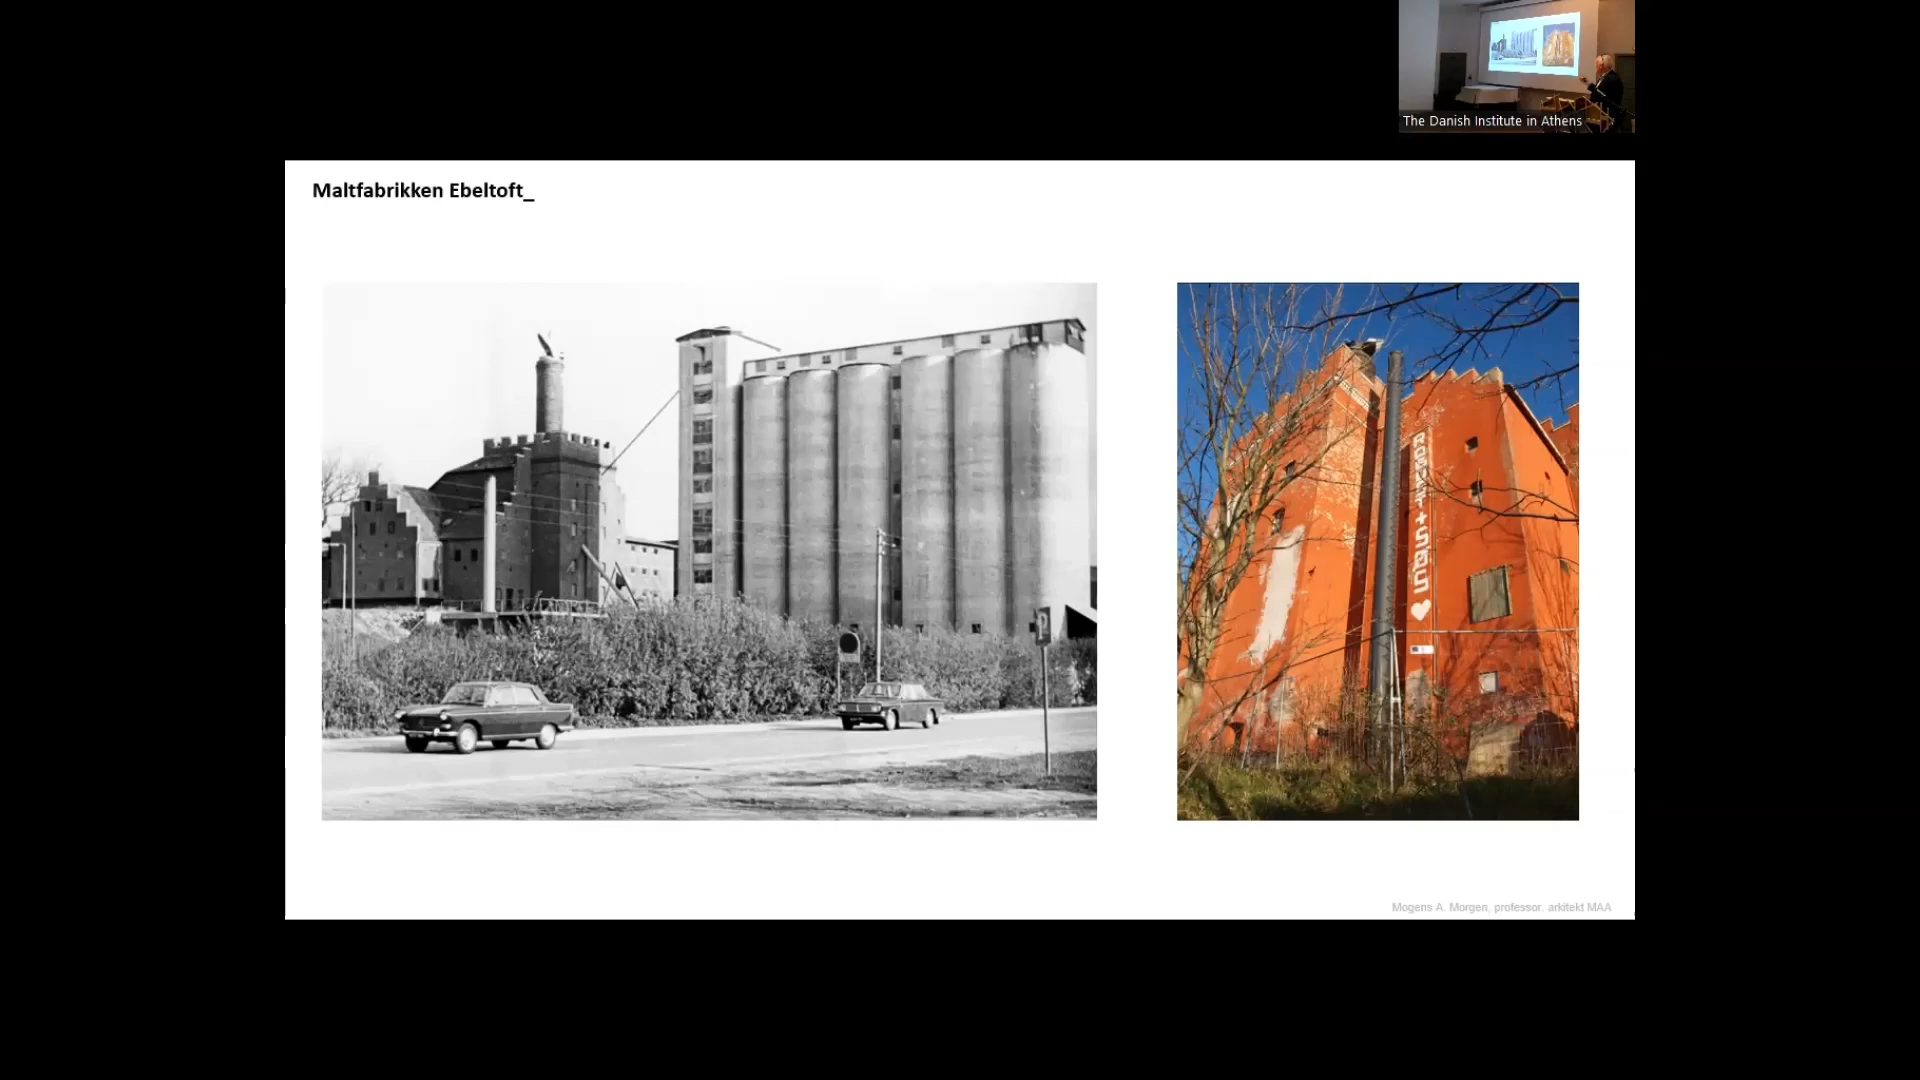 The Danish Institute in Athens
Maltfabrikken Ebeltoft_
P
Mogens A. Morgen, professor, arkitekt MAA